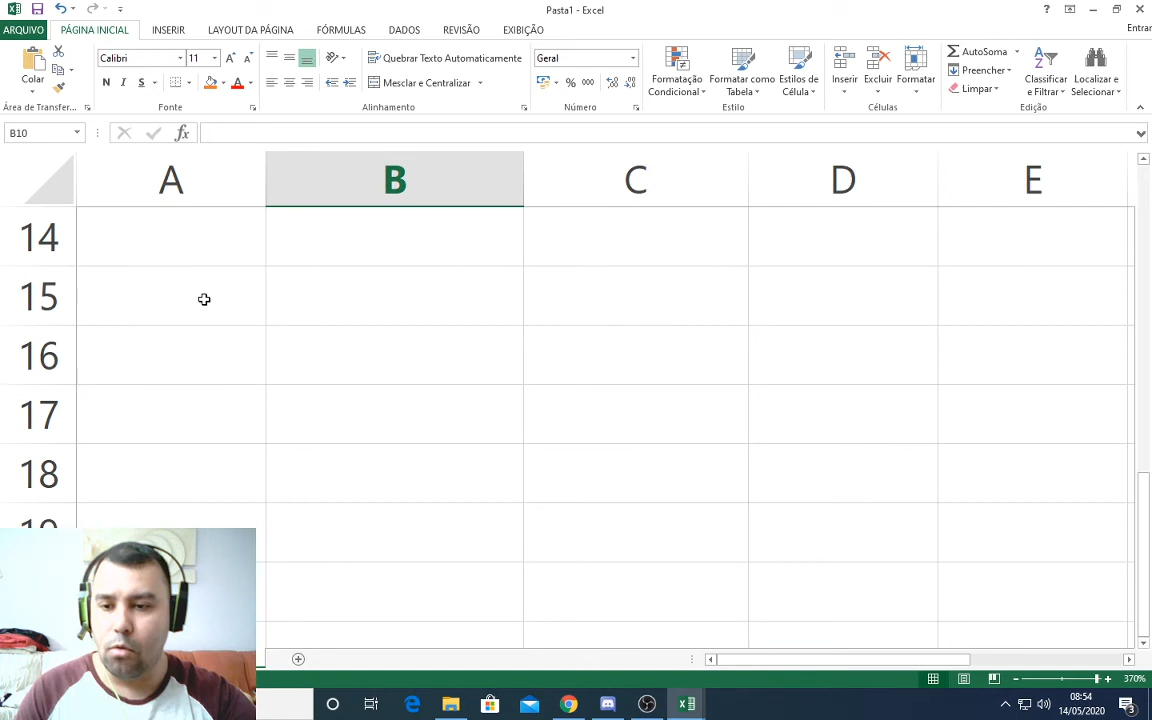 Pasta1 - Excel
?
ARQUIVO PÁGINA INICIAL INSERIR LAYOUT DA PÁGINA FÓRMULAS DADOS REVISÃO EXIBIÇÃO Entrar
Colar
Calibri 11
N I S
A A
Quebrar Texto Automaticamente
Mesclar e Centralizar
Geral
% 000
Formatação Condicional
Formatar como Tabela
Estilos de Célula
Inserir
Excluir
Formatar
AutoSoma
Preencher
Limpar
Classificar e Filtrar
Localizar e Selecionar
Área de Transfer... Fonte Alinhamento Número Estilo Células Edição
B10 fx
A B C D E
14
15
16
17
18
370%
08:54
14/05/2020
3